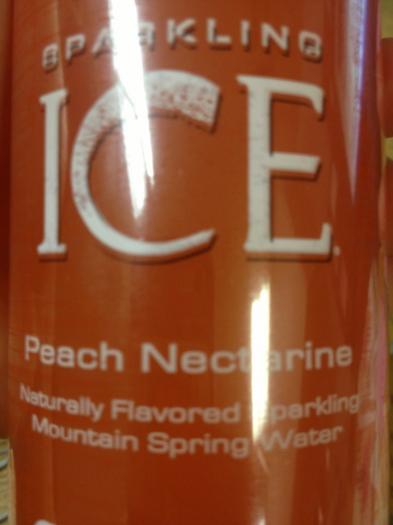 SPARKLING
ICE.
Peach Nectarine
Naturally Flavored Sparkling
Mountain Spring Water